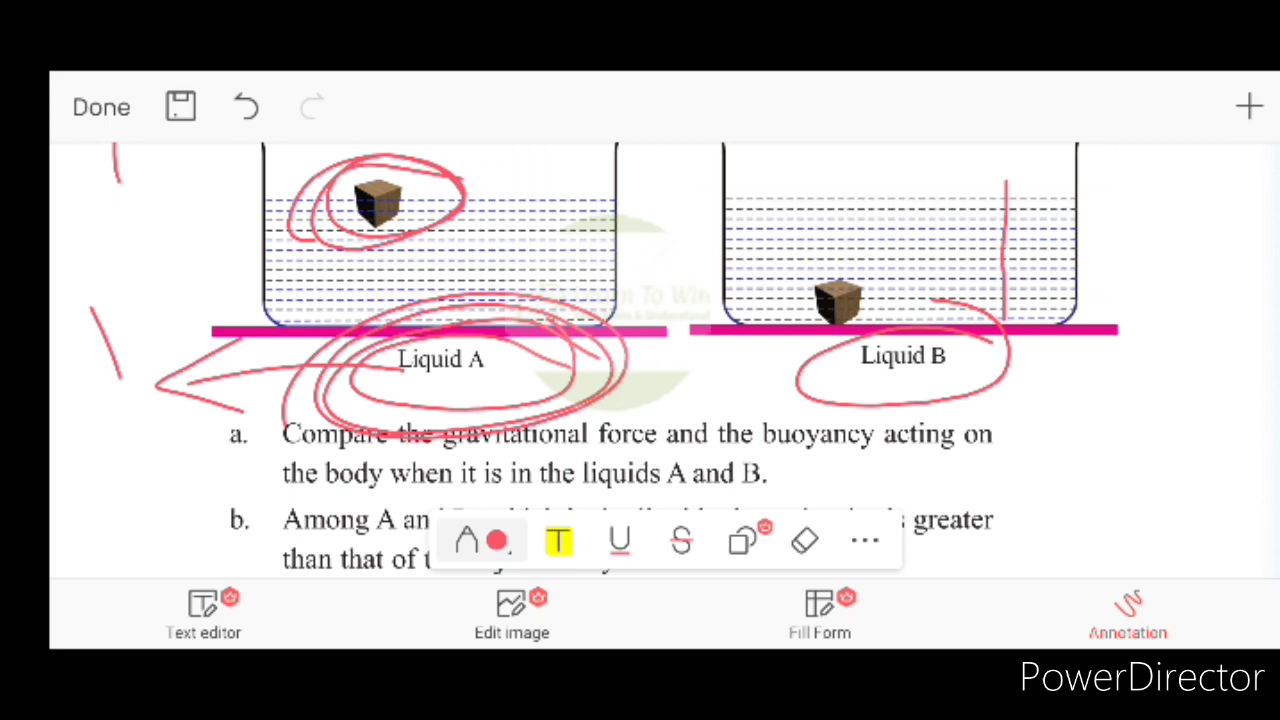 Done
Liquid A
Liquid B
a. Compare the gravitational force and the buoyancy acting on
the body when it is in the liquids A and B.
b. Among A an greater
than that of
T
U
S
Text editor
Edit image
Fill Form
Annotation
PowerDirector